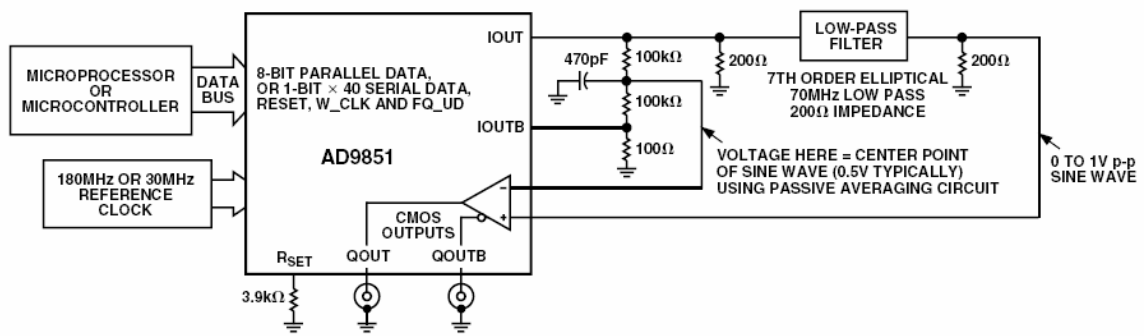 MICROPROCESSOR
OR
MICROCONTROLLER
DATA
BUS
180MHz OR 30MHz
REFERENCE
CLOCK
8-BIT PARALLEL DATA,
OR 1-BIT × 40 SERIAL DATA,
RESET, W_CLK AND FQ_UD
AD9851
IOUT
IOUTB
CMOS
OUTPUTS
RSET
QOUT
QOUTB
3.9kΩ
−
+
470pF
100kΩ
100kΩ
100Ω
200Ω
LOW-PASS
FILTER
200Ω
7TH ORDER ELLIPTICAL
70MHz LOW PASS
200Ω IMPEDANCE
VOLTAGE HERE = CENTER POINT
OF SINE WAVE (0.5V TYPICALLY)
USING PASSIVE AVERAGING CIRCUIT
0 TO 1V p-p
SINE WAVE